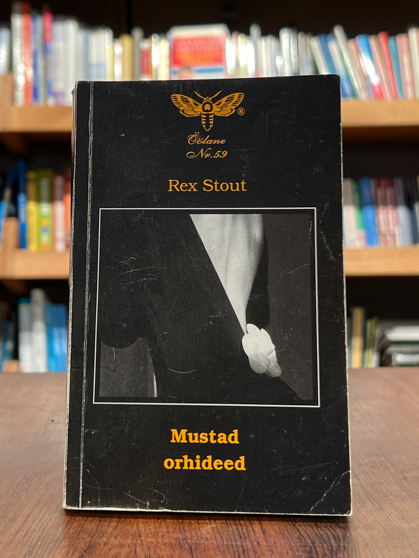 ®
Öölane
Nr.59
Rex Stout
Mustad
orhideed